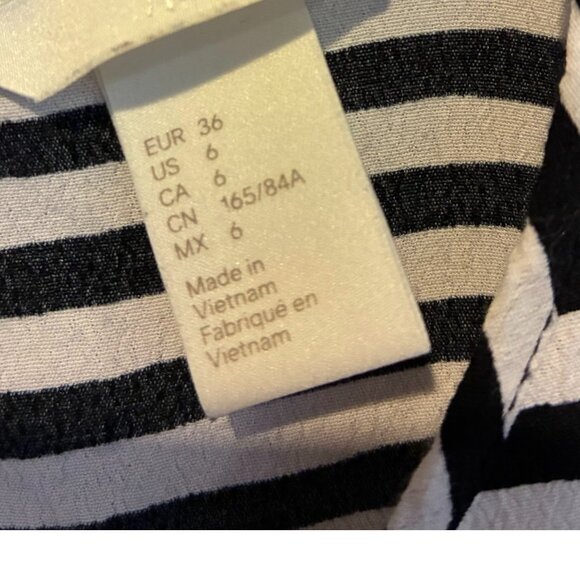 EUR 36
US 6
CA 6
CN 165/84A
MX 6
Made in
Vietnam
Fabriqué en
Vietnam